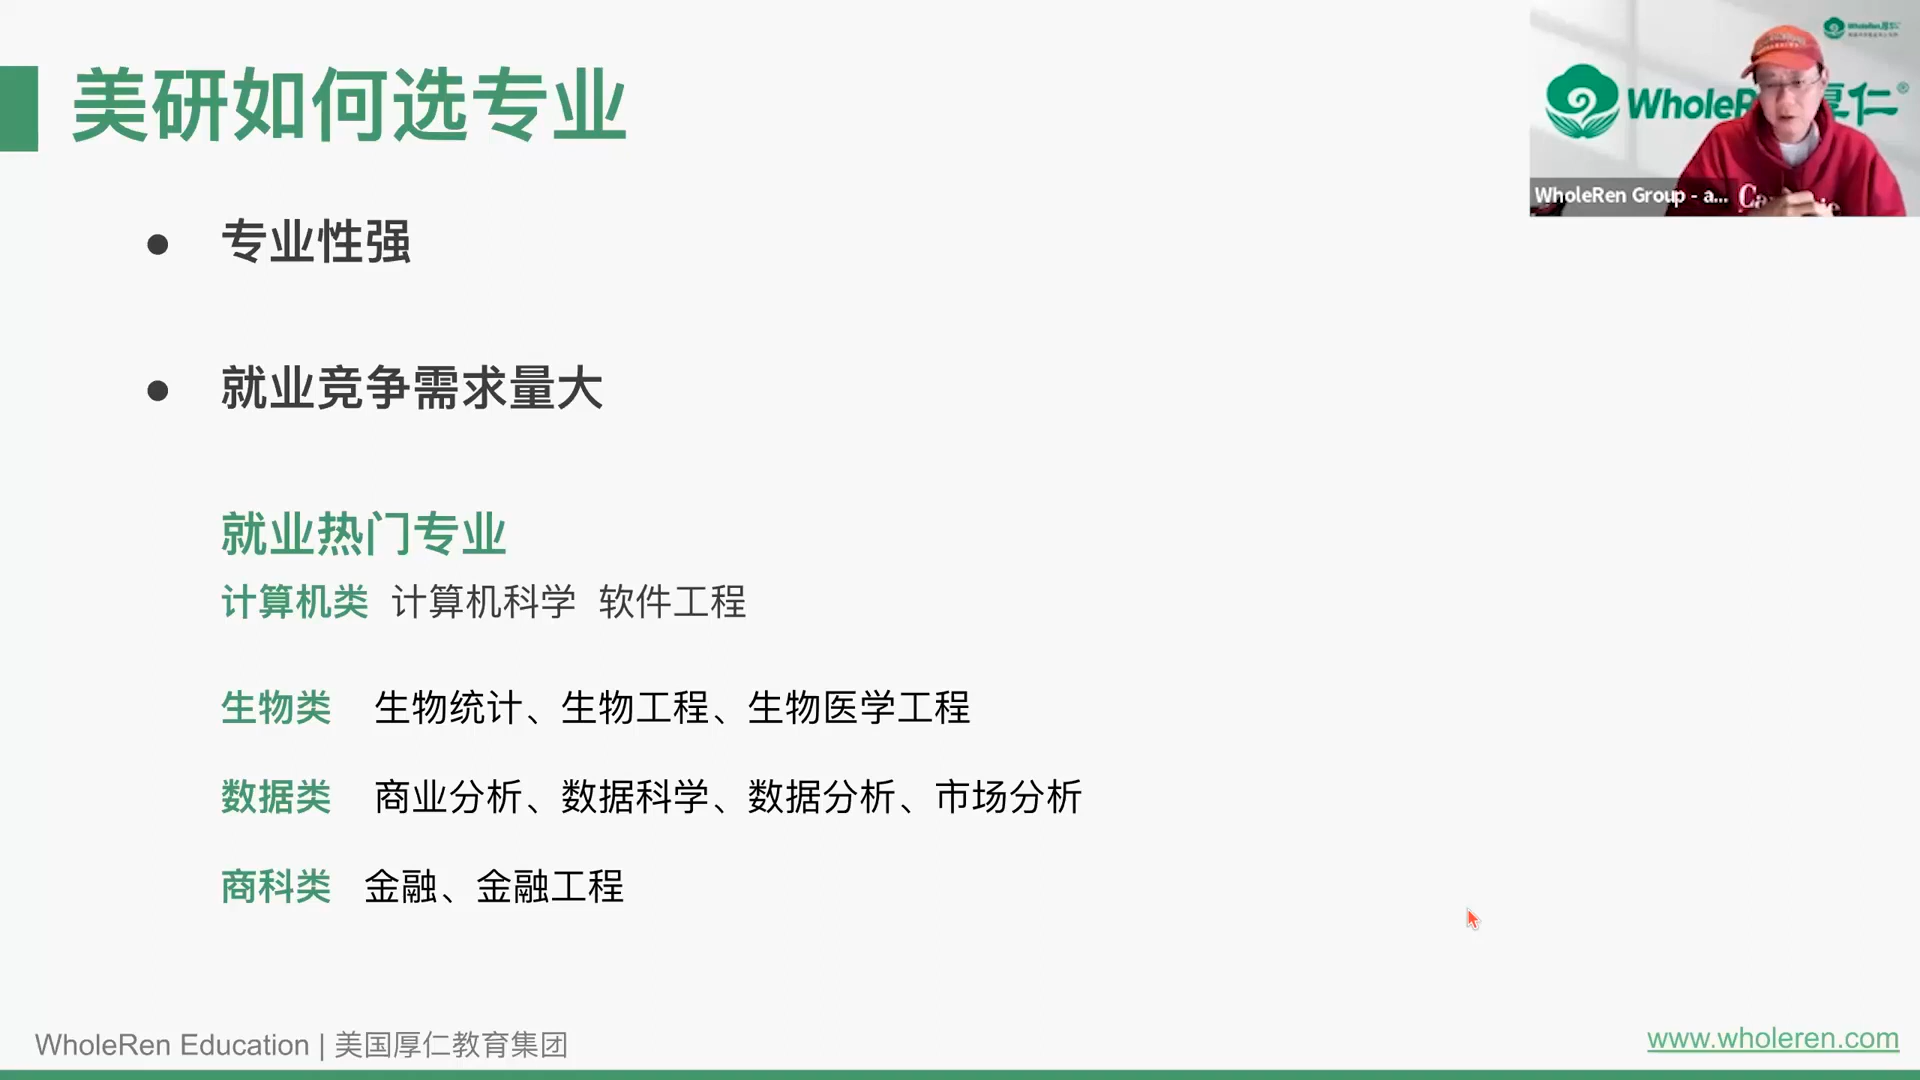 美研如何选专业
● 专业性强
● 就业竞争需求量大
就业热门专业
计算机类 计算机科学 软件工程
生物类 生物统计、生物工程、生物医学工程
数据类 商业分析、数据科学、数据分析、市场分析
商科类 金融、金融工程
WholeRen Education | 美国厚仁教育集团
www.wholeren.com
WholeR 厚仁®
WholeRen Group - a...